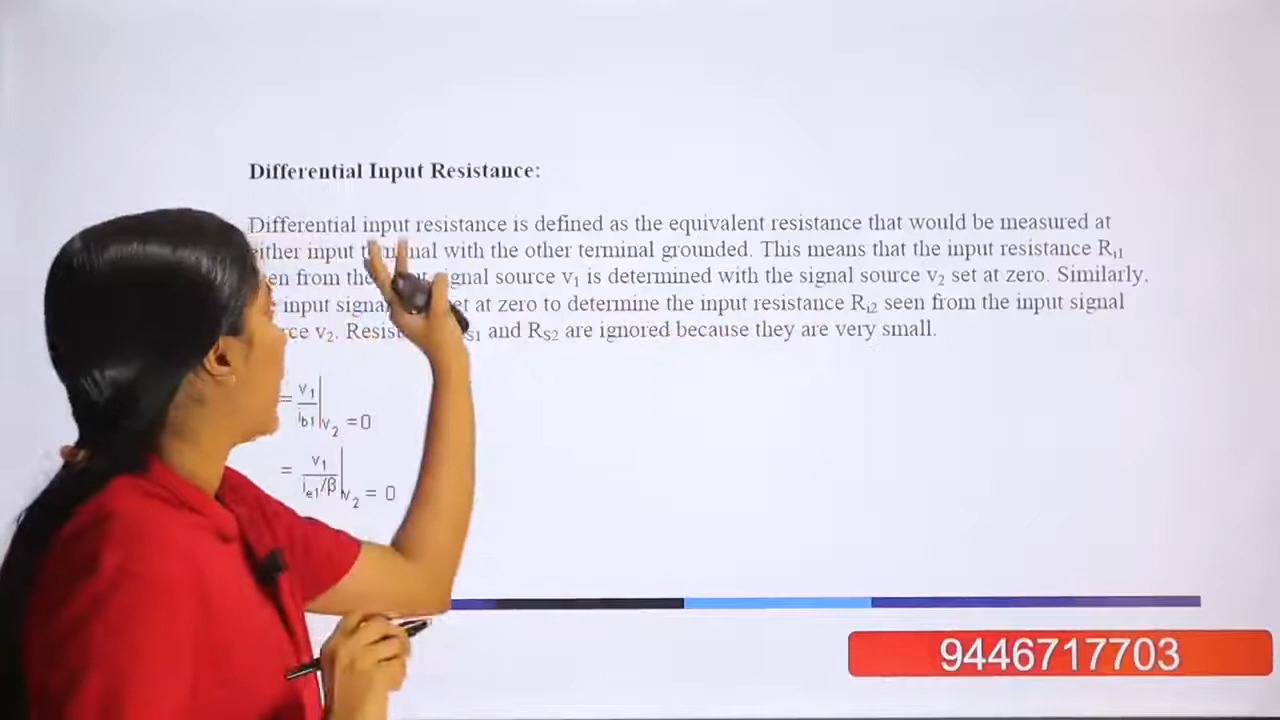 Differential Input Resistance:
Differential input resistance is defined as the equivalent resistance that would be measured at
input with the other terminal grounded. This means that the input resistance Ri1
from the signal source v1 is determined with the signal source v2 set at zero. Similarly,
input set at zero to determine the input resistance Ri2 seen from the input signal
v2. and RS2 are ignored because they are very small.
= v1 / ib1 | v2 = 0
= v1 / ie1/β | v2 = 0
9446717703